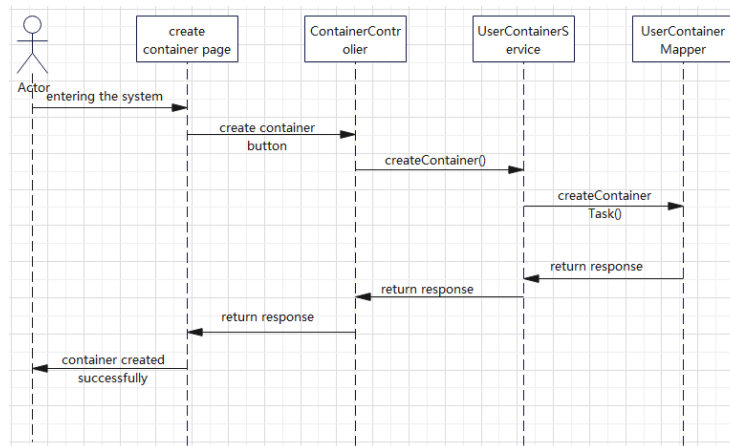 create
container page
ContainerContr
olier
UserContainerS
ervice
UserContainer
Mapper
Actor
entering the system
create container
button
createContainer()
createContainer
Task()
return response
return response
return response
container created
successfully